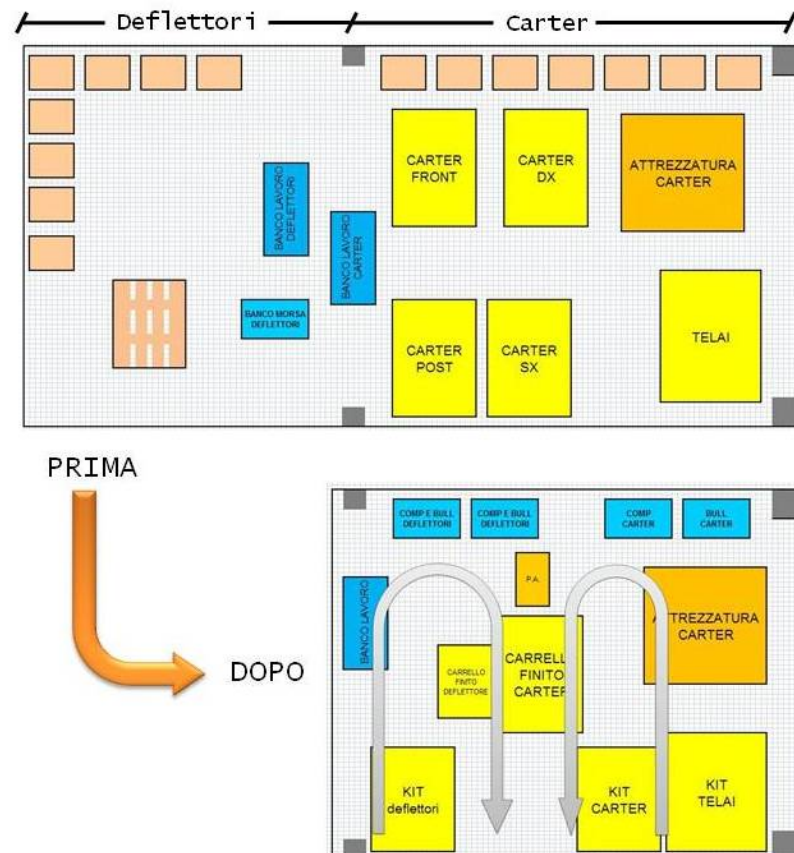 Deflettori
Carter
CARTER
FRONT
CARTER
DX
ATTREZZATURA
CARTER
BANCO LAVORO
DEFLETTORI
BANCO LAVORO
CARTER
BANCO MORSA
DEFLETTORI
CARTER
POST
CARTER
SX
TELAI
PRIMA
DOPO
COMP E BULL
DEFLETTORI
COMP E BULL
DEFLETTORI
COMP
CARTER
BULL
CARTER
P.A.
BANCO LAVORO
CARRELLO
FINITO
DEFLETTORE
CARRELL
FINITO
CARTER
TTREZZATURA
CARTER
KIT
deflettori
KIT
CARTER
KIT
TELAI